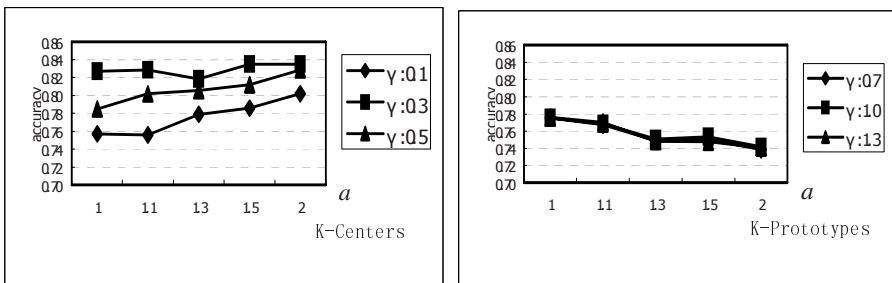 0.86
0.84
0.82
0.80
0.78
0.76
0.74
0.72
0.70
accuracy
1 1.1 1.3 1.5 2
a
K-Centers
γ:0.1
γ:0.3
γ:0.5
0.86
0.84
0.82
0.80
0.78
0.76
0.74
0.72
0.70
accuracy
1 1.1 1.3 1.5 2
a
K-Prototypes
γ:0.7
γ:1.0
γ:1.3